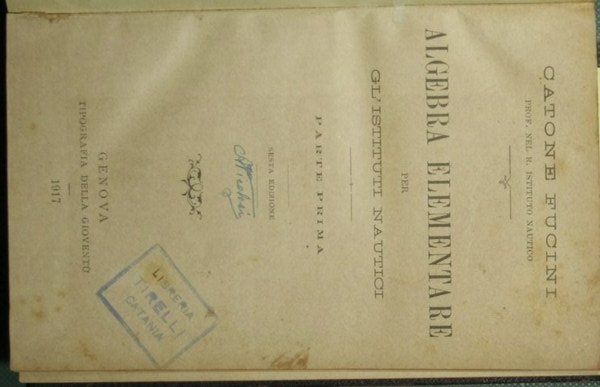 CATONE FUCINI
PROF. NEL R. ISTITUTO NAUTICO
ALGEBRA ELEMENTARE
PER
GL'ISTITUTI NAUTICI
PARTE PRIMA
SESTA EDIZIONE
GENOVA
TIPOGRAFIA DELLA GIOVENTÙ
1917
LIBRERIA
TIRELLI
CATANIA